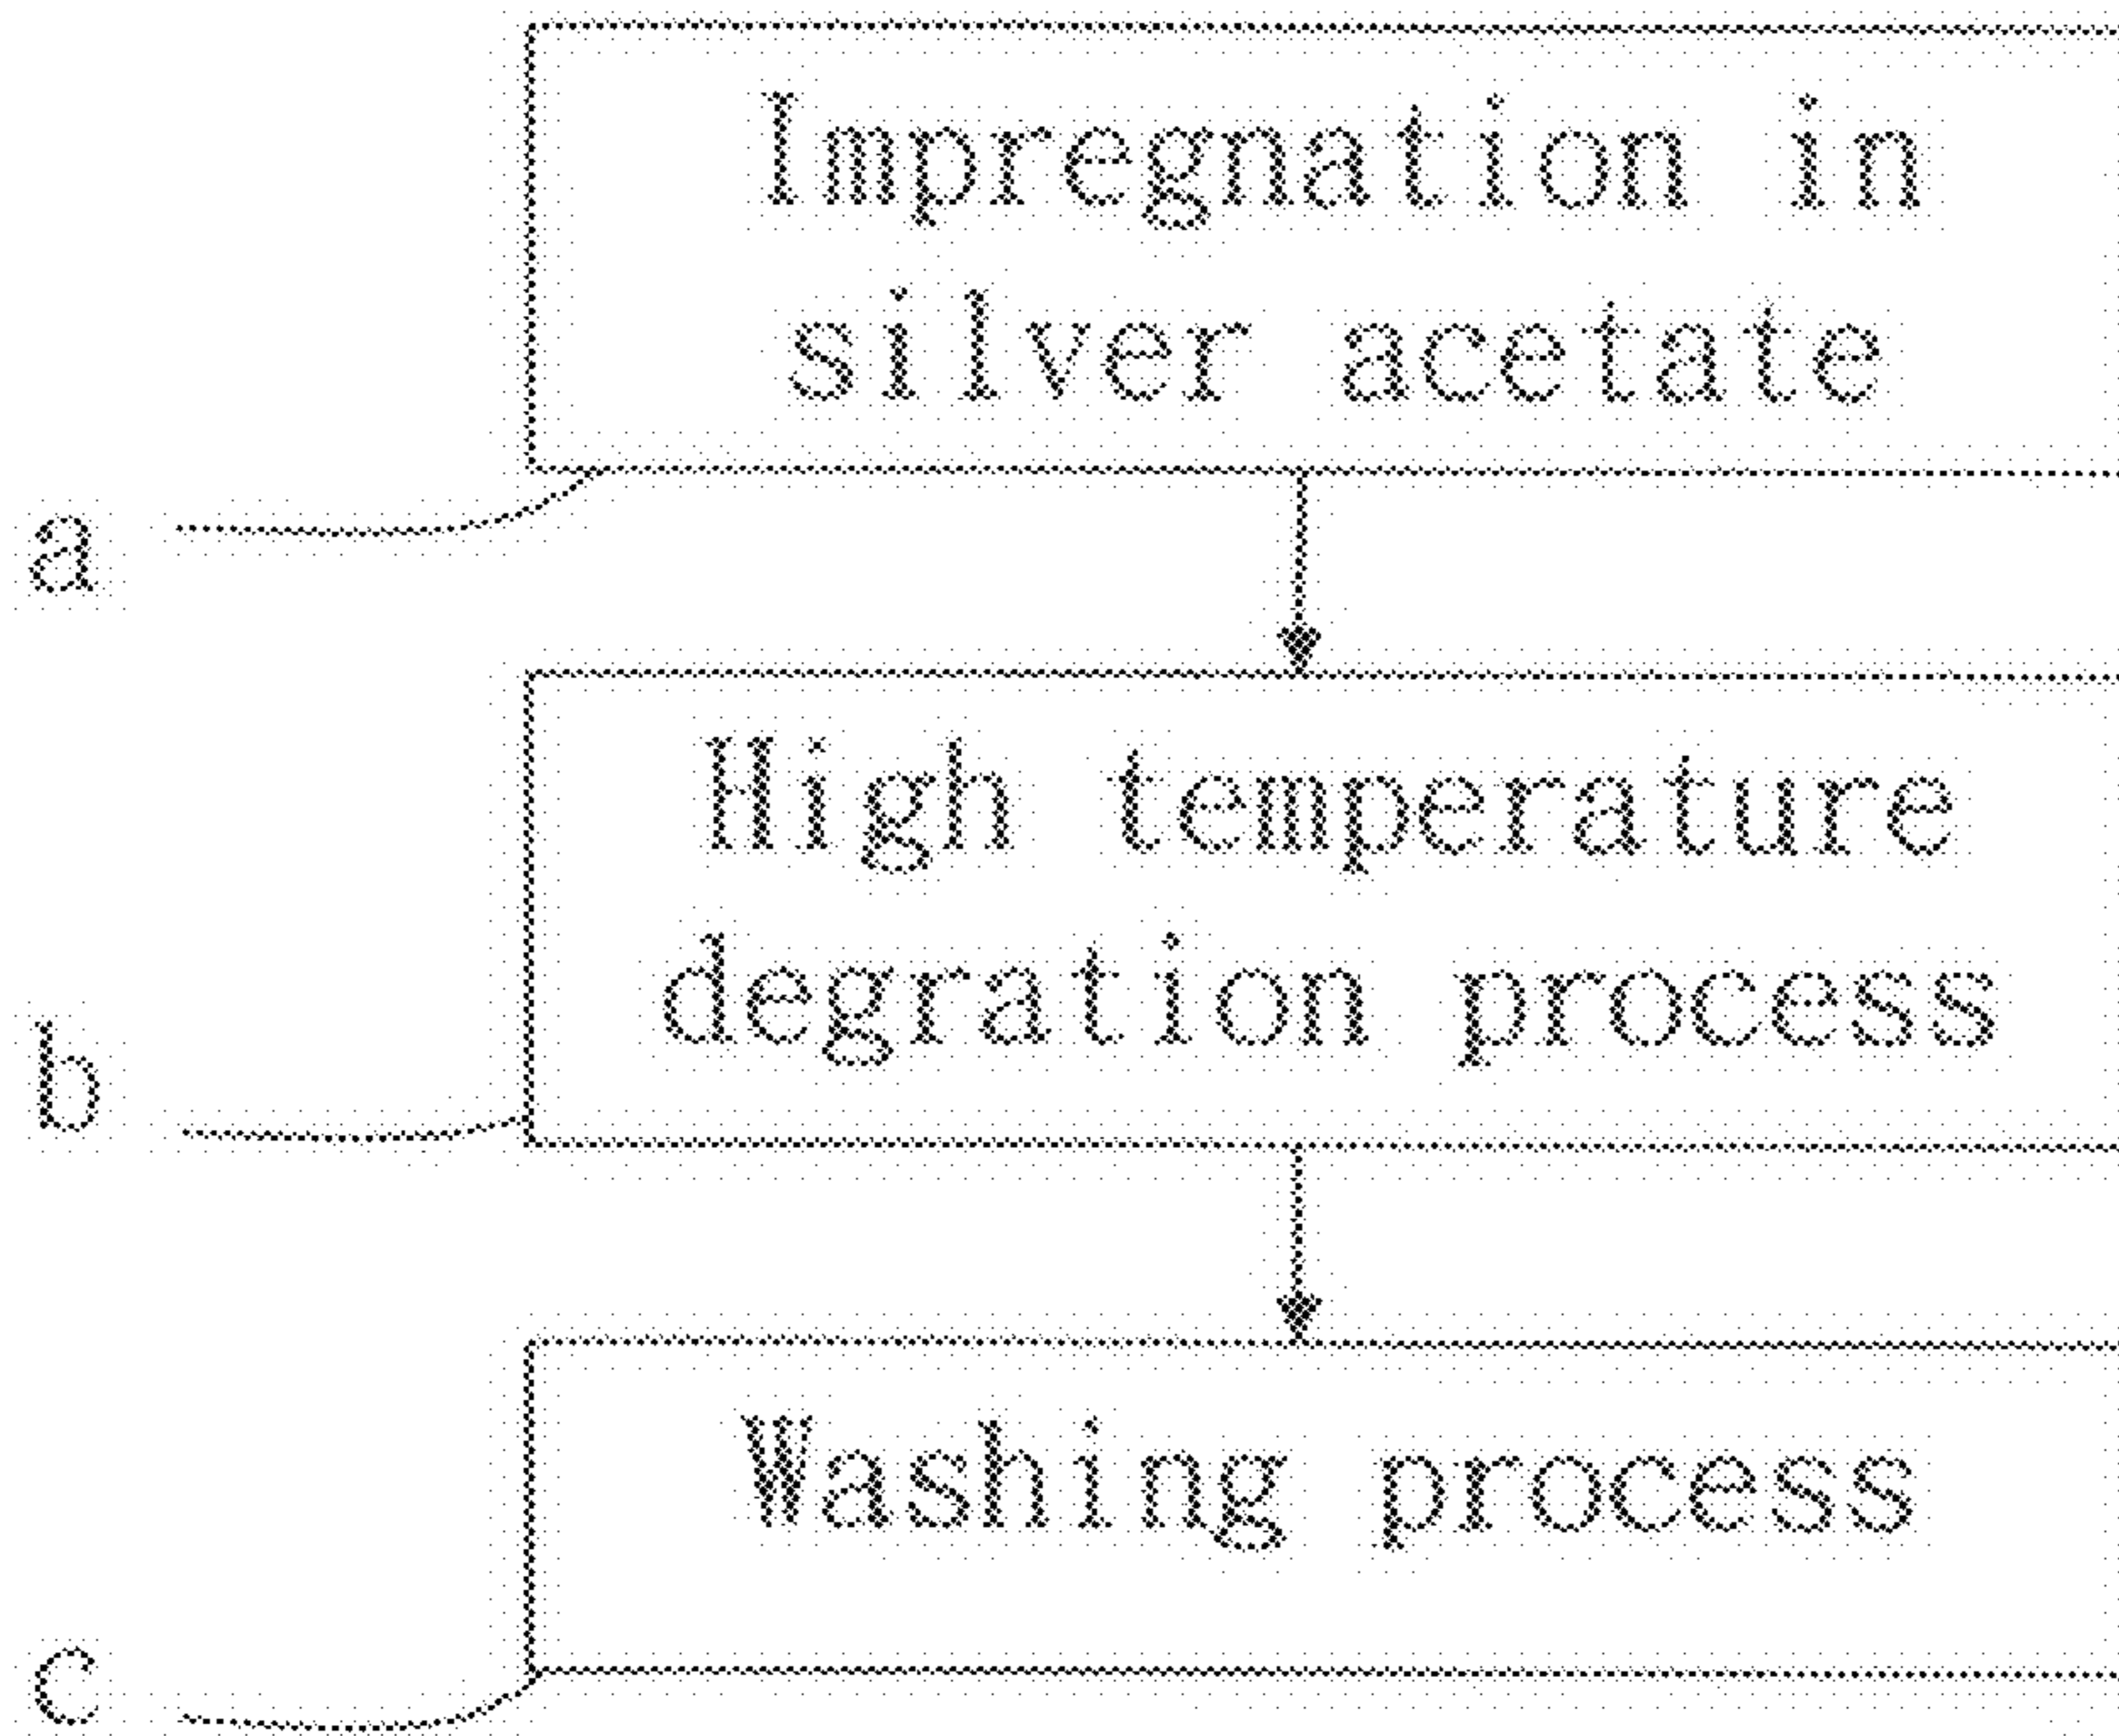 Impregnation in
silver acetate
a
High temperature
degration process
b
Washing process
c